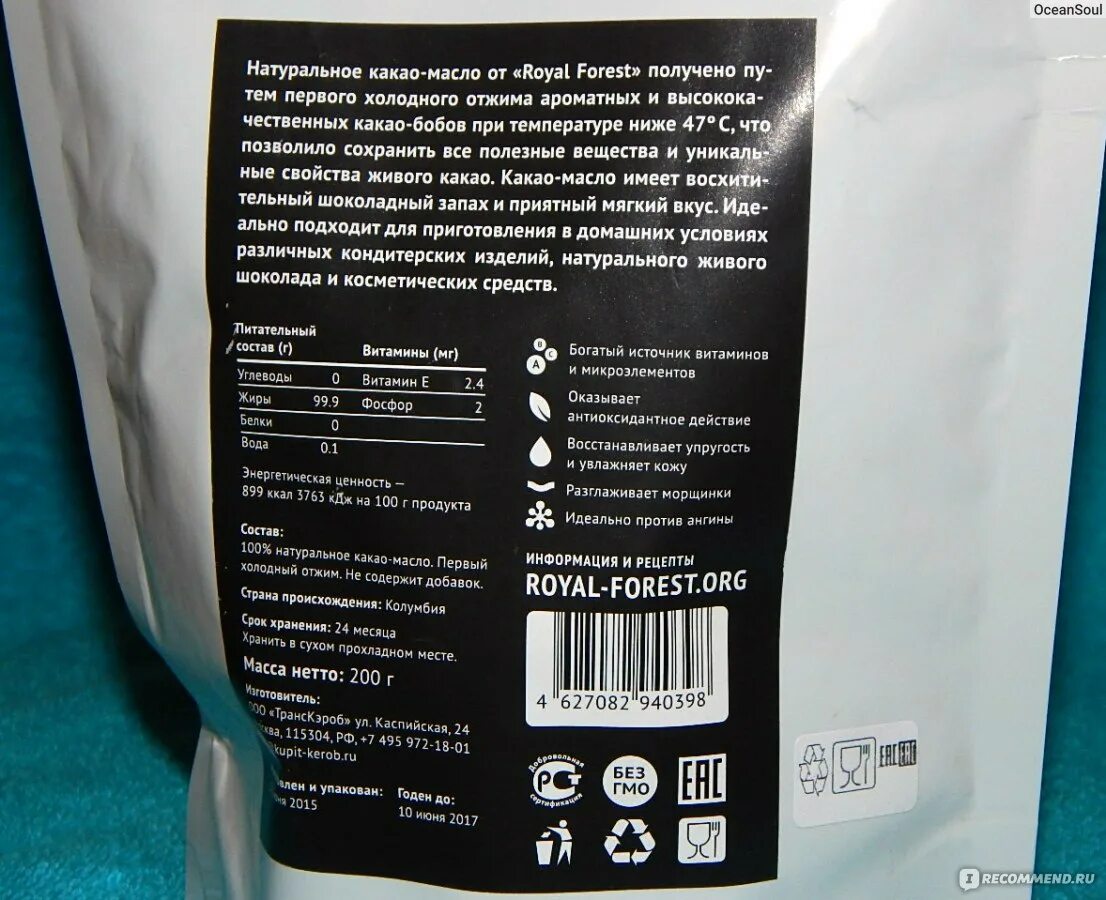 OceanSoul
Натуральное какао-масло от «Royal Forest» получено пу-
тем первого холодного отжима ароматных и высокока-
чественных какао-бобов при температуре ниже 47° С, что
позволило сохранить все полезные вещества и уникаль-
ные свойства живого какао. Какао-масло имеет восхити-
тельный шоколадный запах и приятный мягкий вкус. Иде-
ально подходит для приготовления в домашних условиях
различных кондитерских изделий, натурального живого
шоколада и косметических средств.
Питательный
состав (г) Витамины (мг)
Углеводы 0 Витамин Е 2.4
Жиры 99.9 Фосфор 2
Белки 0
Вода 0.1
Энергетическая ценность —
899 ккал 3763 кДж на 100 г продукта
Состав:
100% натуральное какао-масло. Первый
холодный отжим. Не содержит добавок.
Страна происхождения: Колумбия
Срок хранения: 24 месяца
Хранить в сухом прохладном месте.
Масса нетто: 200 г
Изготовитель:
ООО «ТрансКэроб» ул. Каспийская, 24
115304, РФ, +7 495 972-18-01
kupit-kerob.ru
и упакован: Годен до:
2015 10 июня 2017
B
C
A
Богатый источник витаминов
и микроэлементов
Оказывает
антиоксидантное действие
Восстанавливает упругость
и увлажняет кожу
Разглаживает морщинки
Идеально против ангины
ИНФОРМАЦИЯ И РЕЦЕПТЫ
ROYAL-FOREST.ORG
4 627082 940398
Добровольная
РСТ
сертификация
БЕЗ
ГМО
ЕАС
ЕАС ЕАС
IRECOMMEND.RU